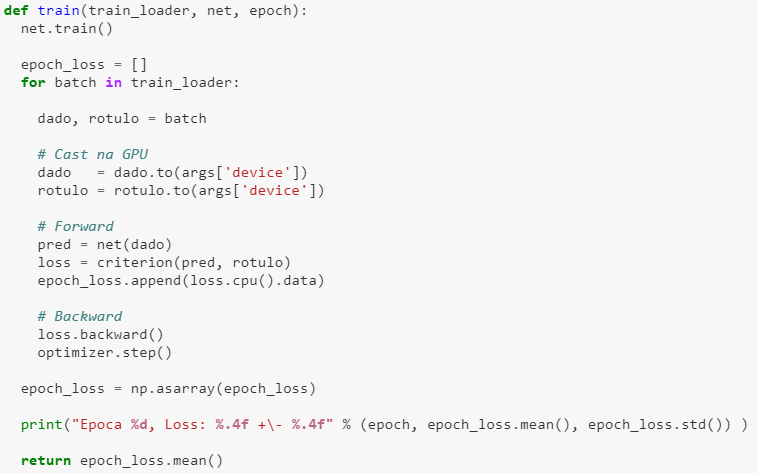 def train(train_loader, net, epoch):
  net.train()

  epoch_loss = []
  for batch in train_loader:

    dado, rotulo = batch

    # Cast na GPU
    dado   = dado.to(args['device'])
    rotulo = rotulo.to(args['device'])

    # Forward
    pred = net(dado)
    loss = criterion(pred, rotulo)
    epoch_loss.append(loss.cpu().data)

    # Backward
    loss.backward()
    optimizer.step()

  epoch_loss = np.asarray(epoch_loss)

  print("Epoca %d, Loss: %.4f +\- %.4f" % (epoch, epoch_loss.mean(), epoch_loss.std()) )

  return epoch_loss.mean()